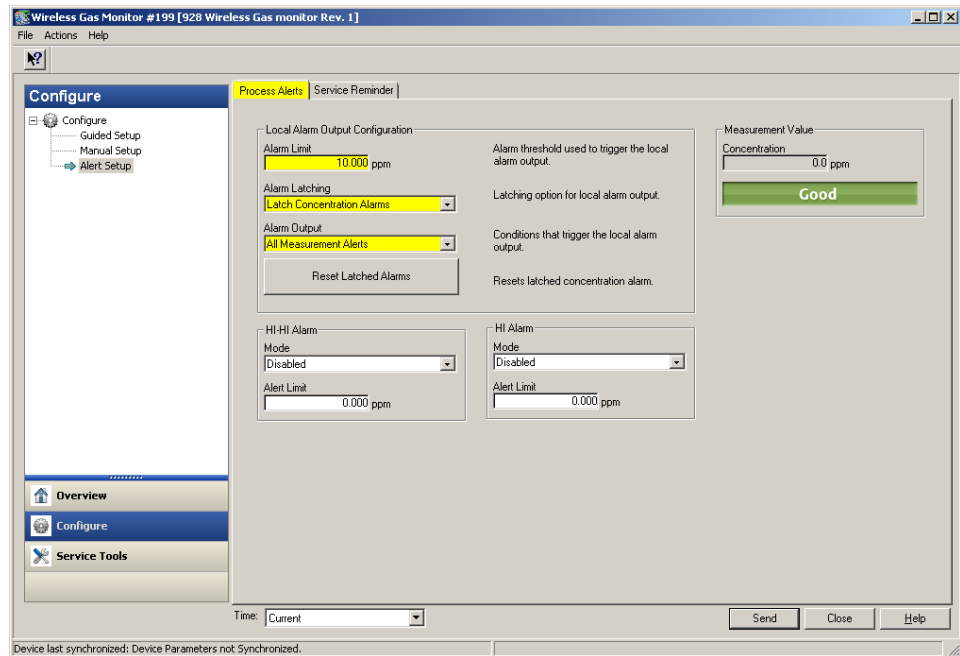 Wireless Gas Monitor #199 [928 Wireless Gas monitor Rev. 1]
File Actions Help
Configure
Configure
Guided Setup
Manual Setup
Alert Setup
Overview
Configure
Service Tools
Process Alerts
Service Reminder
Local Alarm Output Configuration
Alarm Limit
10.000 ppm
Alarm threshold used to trigger the local
alarm output.
Alarm Latching
Latch Concentration Alarms
Latching option for local alarm output.
Alarm Output
All Measurement Alerts
Conditions that trigger the local alarm
output.
Reset Latched Alarms
Resets latched concentration alarm.
Measurement Value
Concentration
0.0 ppm
Good
HI-HI Alarm
Mode
Disabled
Alert Limit
0.000 ppm
HI Alarm
Mode
Disabled
Alert Limit
0.000 ppm
Time: Current
Send
Close
Help
Device last synchronized: Device Parameters not Synchronized.